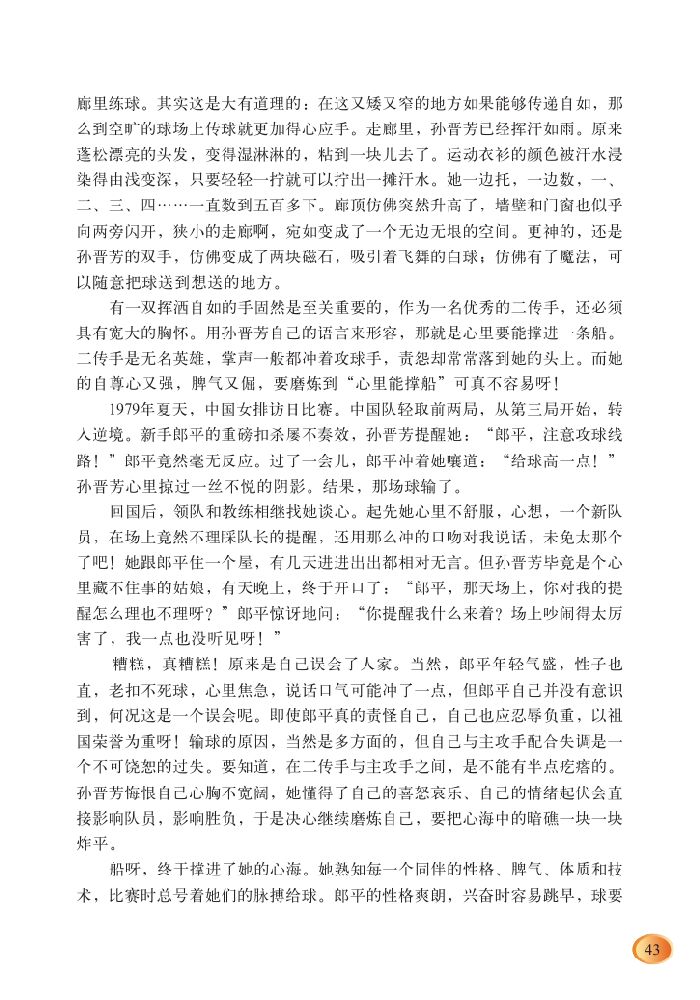 廊里练球。其实这是大有道理的：在这又矮又窄的地方如果能够传递自如，那
么到空旷的球场上传球就更加得心应手。走廊里，孙晋芳已经挥汗如雨。原来
蓬松漂亮的头发，变得湿淋淋的，粘到一块儿去了。运动衣衫的颜色被汗水浸
染得由浅变深，只要轻轻一拧就可以泞出一摊汗水。她一边托，一边数，一、
二、三、四……一直数到五百多下。廊顶仿佛突然升高了，墙壁和门窗也似乎
向两旁闪开，狭小的走廊啊，宛如变成了一个无边无垠的空间。更神的，还是
孙晋芳的双手，仿佛变成了两块磁石，吸引着飞舞的白球；仿佛有了魔法，可
以随意把球送到想送的地方。
有一双挥洒自如的手固然是至关重要的，作为一名优秀的二传手，还必须
具有宽大的胸怀。用孙晋芳自己的语言来形容，那就是心里要能撑进一条船。
二传手是无名英雄，掌声一般都冲着攻球手，责怨却常常落到她的头上。而她
的自尊心又强，脾气又倔，要磨炼到“心里能撑船”可真不容易呀！
1979年夏天，中国女排访日比赛。中国队轻取前两局，从第三局开始，转
入逆境。新手郎平的重磅扣杀屡不奏效，孙晋芳提醒她：“郎平，注意攻球线
路！”郎平竟然毫无反应。过了一会儿，郎平冲着她嚷道：“给球高一点！”
孙晋芳心里掠过一丝不悦的阴影。结果，那场球输了。
回国后，领队和教练相继找她谈心。起先她心里不舒服，心想，一个新队
员，在场上竟然不理睬队长的提醒，还用那么冲的口吻对我说话，未免太那个
了吧！她跟郎平住一个屋，有几天进进出出都相对无言。但孙晋芳毕竟是个心
里藏不住事的姑娘，有天晚上，终于开口了：“郎平，那天场上，你对我的提
醒怎么理也不理呀？”郎平惊讶地问：“你提醒我什么来着？场上吵闹得太厉
害了，我一点也没听见呀！”
糟糕，真糟糕！原来是自己误会了人家。当然，郎平年轻气盛，性子也
直，老扣不死球，心里焦急，说话口气可能冲了一点，但郎平自己并没有意识
到，何况这是一个误会呢。即使郎平真的责怪自己，自己也应忍辱负重，以祖
国荣誉为重呀！输球的原因，当然是多方面的，但自己与主攻手配合失调是一
个不可饶恕的过失。要知道，在二传手与主攻手之间，是不能有半点疙瘩的。
孙晋芳悔恨自己心胸不宽阔，她懂得了自己的喜怒哀乐、自己的情绪起伏会直
接影响队员，影响胜负，于是决心继续磨炼自己，要把心海中的暗礁一块一块
炸平。
船呀，终于撑进了她的心海。她熟知每一个同伴的性格、脾气、体质和技
术，比赛时总号着她们的脉搏给球。郎平的性格爽朗，兴奋时容易跳早，球要
43